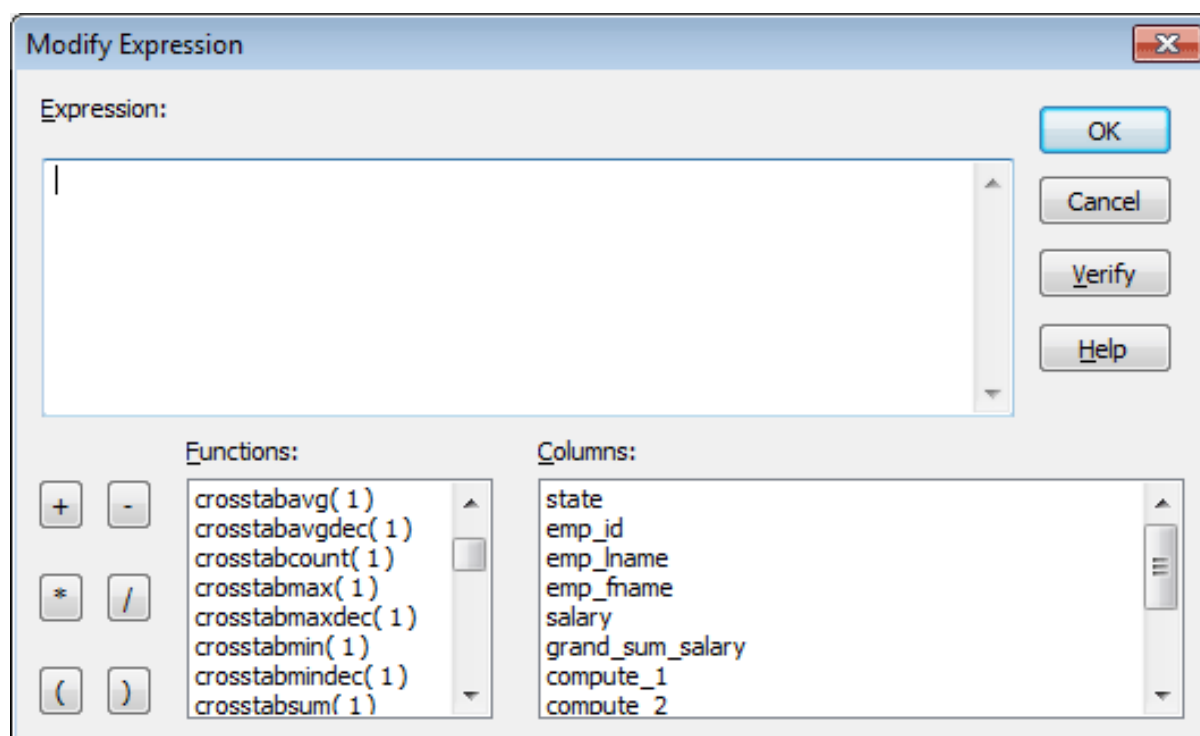 Modify Expression
Expression:
OK
Cancel
Verify
Help
Functions:
Columns:
+ -
* /
( )
crosstabavg( 1 )
crosstabavgdec( 1 )
crosstabcount( 1 )
crosstabmax( 1 )
crosstabmaxdec( 1 )
crosstabmin( 1 )
crosstabmindec( 1 )
crosstabsum( 1 )
state
emp_id
emp_lname
emp_fname
salary
grand_sum_salary
compute_1
compute_2